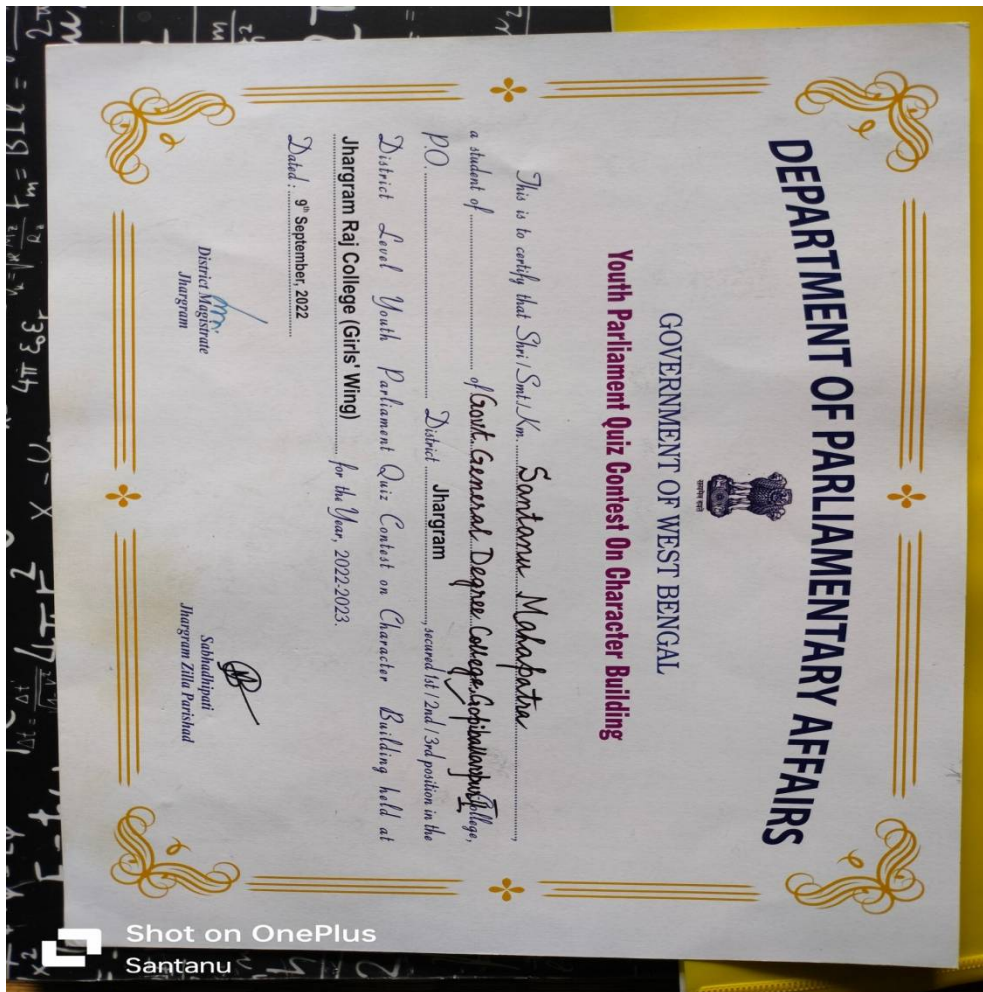 DEPARTMENT OF PARLIAMENTARY AFFAIRS
GOVERNMENT OF WEST BENGAL
Youth Parliament Quiz Contest On Character Building
This is to certify that Shri/Smt./Km. Santanu Mahapatra,
a student of of Govt. General Degree College, Gopiballavpur-I College,
P.O. District Jhargram, secured 1st / 2nd / 3rd position in the
District Level Youth Parliament Quiz Contest on Character Building held at
Jhargram Raj College (Girls' Wing) for the Year, 2022-2023.
Dated : 9th September, 2022
District Magistrate
Jhargram
Sabhadhipati
Jhargram Zilla Parishad
Shot on OnePlus
Santanu